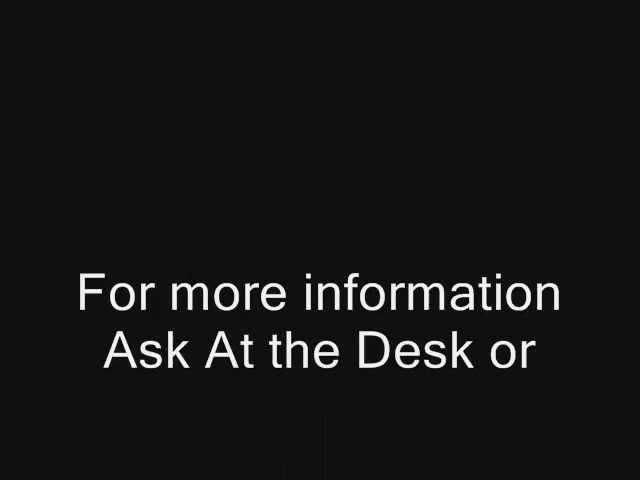 For more information
Ask At the Desk or